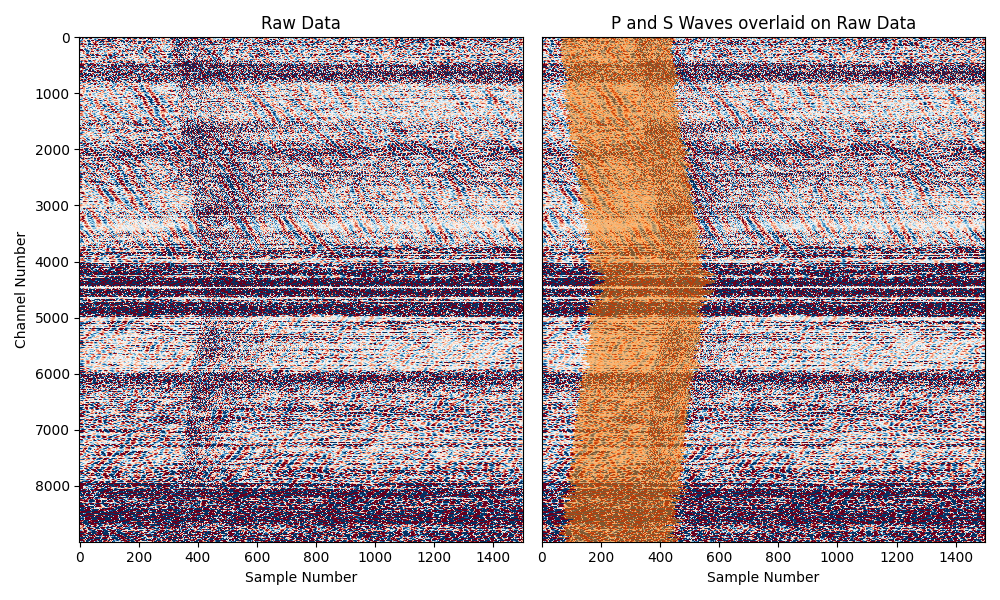 Raw Data
P and S Waves overlaid on Raw Data
Channel Number
0
1000
2000
3000
4000
5000
6000
7000
8000
0 200 400 600 800 1000 1200 1400
0 200 400 600 800 1000 1200 1400
Sample Number
Sample Number